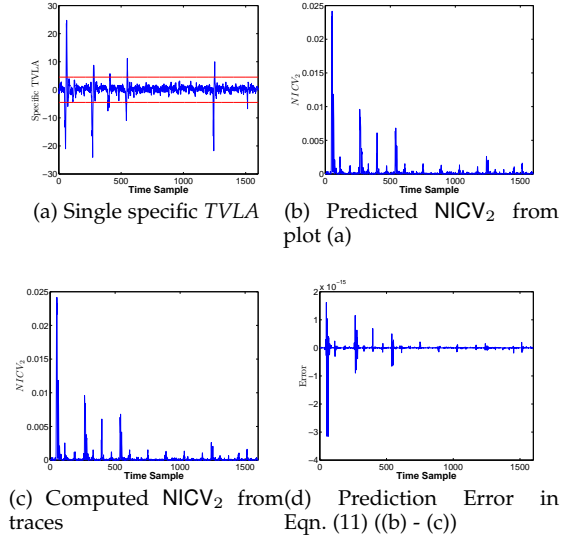 30
20
10
0
−10
−20
−30
0 500 1000 1500
Specific TVLA
Time Sample
(a) Single specific TVLA
0.025
0.02
0.015
0.01
0.005
0
0 500 1000 1500
NICV2
Time Sample
(b) Predicted NICV2 from
plot (a)
0.025
0.02
0.015
0.01
0.005
0
0 500 1000 1500
NICV2
Time Sample
(c) Computed NICV2 from
traces
2 x 10−15
1
0
−1
−2
−3
−4
0 500 1000 1500
Error
Time Sample
(d) Prediction Error in
Eqn. (11) ((b) - (c))